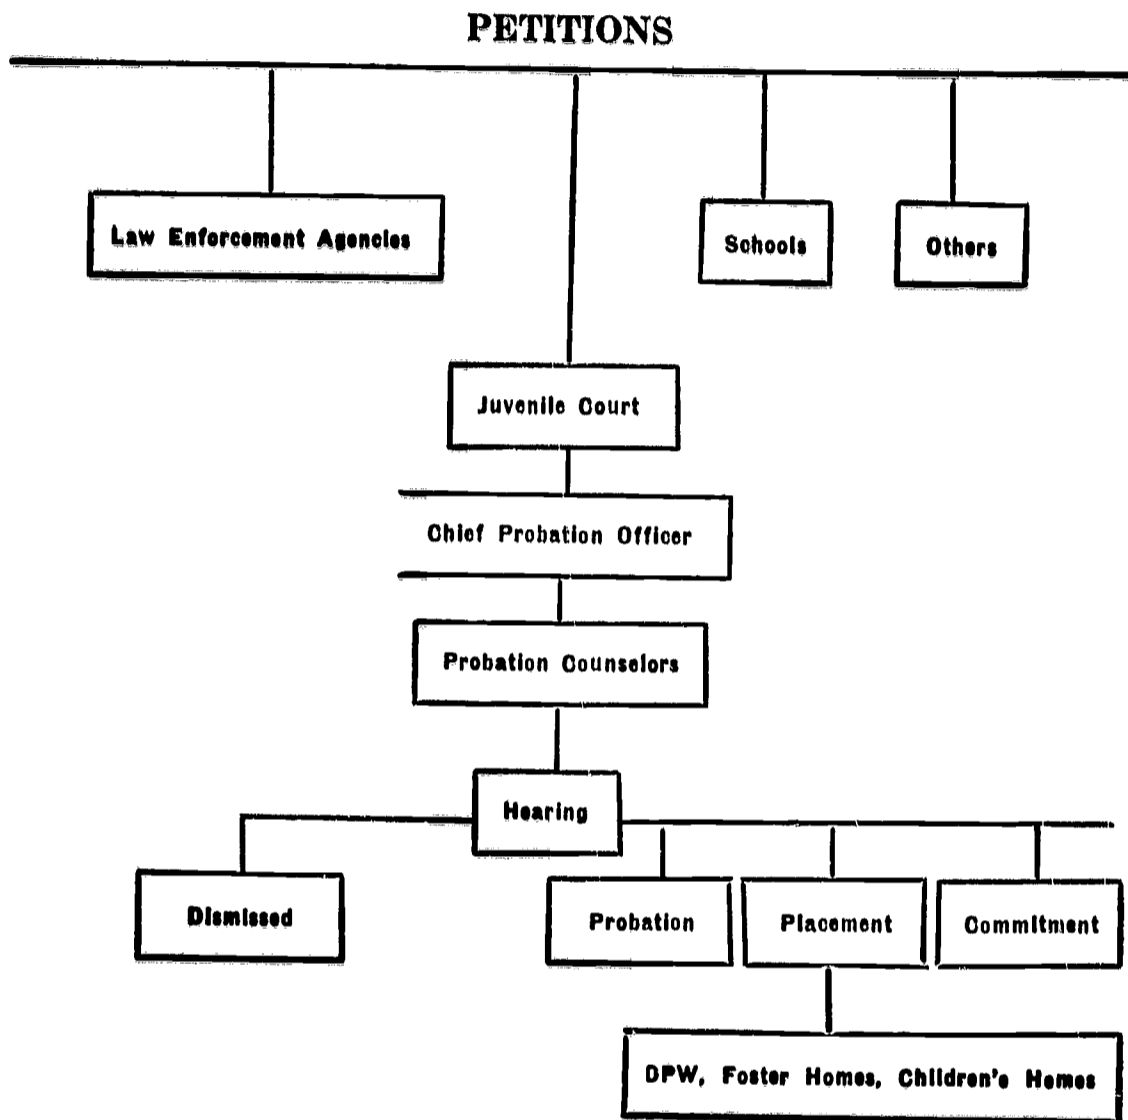 PETITIONS
Law Enforcement Agencies
Schools
Others
Juvenile Court
Chief Probation Officer
Probation Counselors
Hearing
Dismissed
Probation
Placement
Commitment
DPW, Foster Homes, Children's Homes